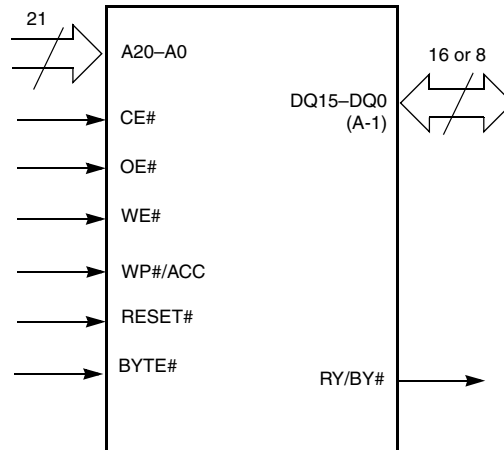 21
A20–A0
16 or 8
DQ15–DQ0
(A-1)
CE#
OE#
WE#
WP#/ACC
RESET#
BYTE#
RY/BY#